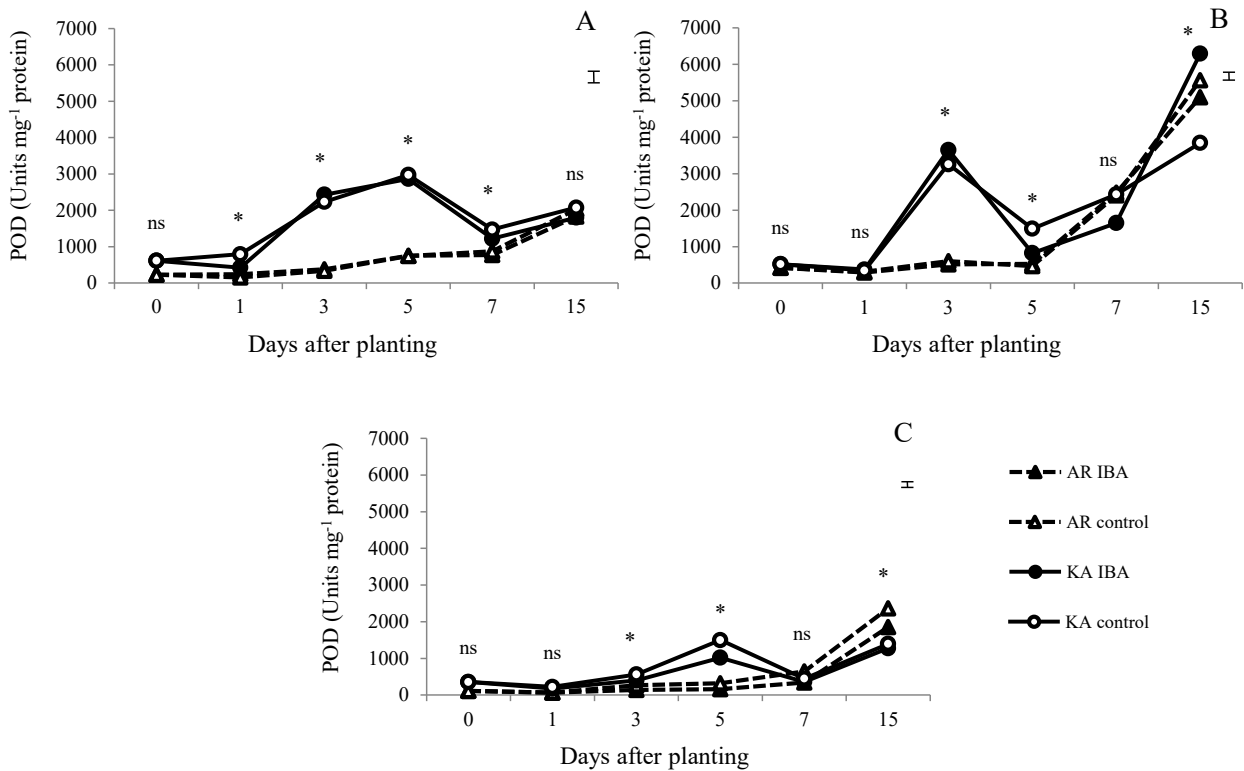 A
POD (Units mg-1 protein)
7000
6000
5000
4000
3000
2000
1000
0
ns
*
*
*
*
ns
0 1 3 5 7 15
Days after planting
B
POD (Units mg-1 protein)
7000
6000
5000
4000
3000
2000
1000
0
ns
ns
*
*
ns
*
0 1 3 5 7 15
Days after planting
C
POD (Units mg-1 protein)
7000
6000
5000
4000
3000
2000
1000
0
ns
ns
*
*
ns
*
0 1 3 5 7 15
Days after planting
AR IBA
AR control
KA IBA
KA control